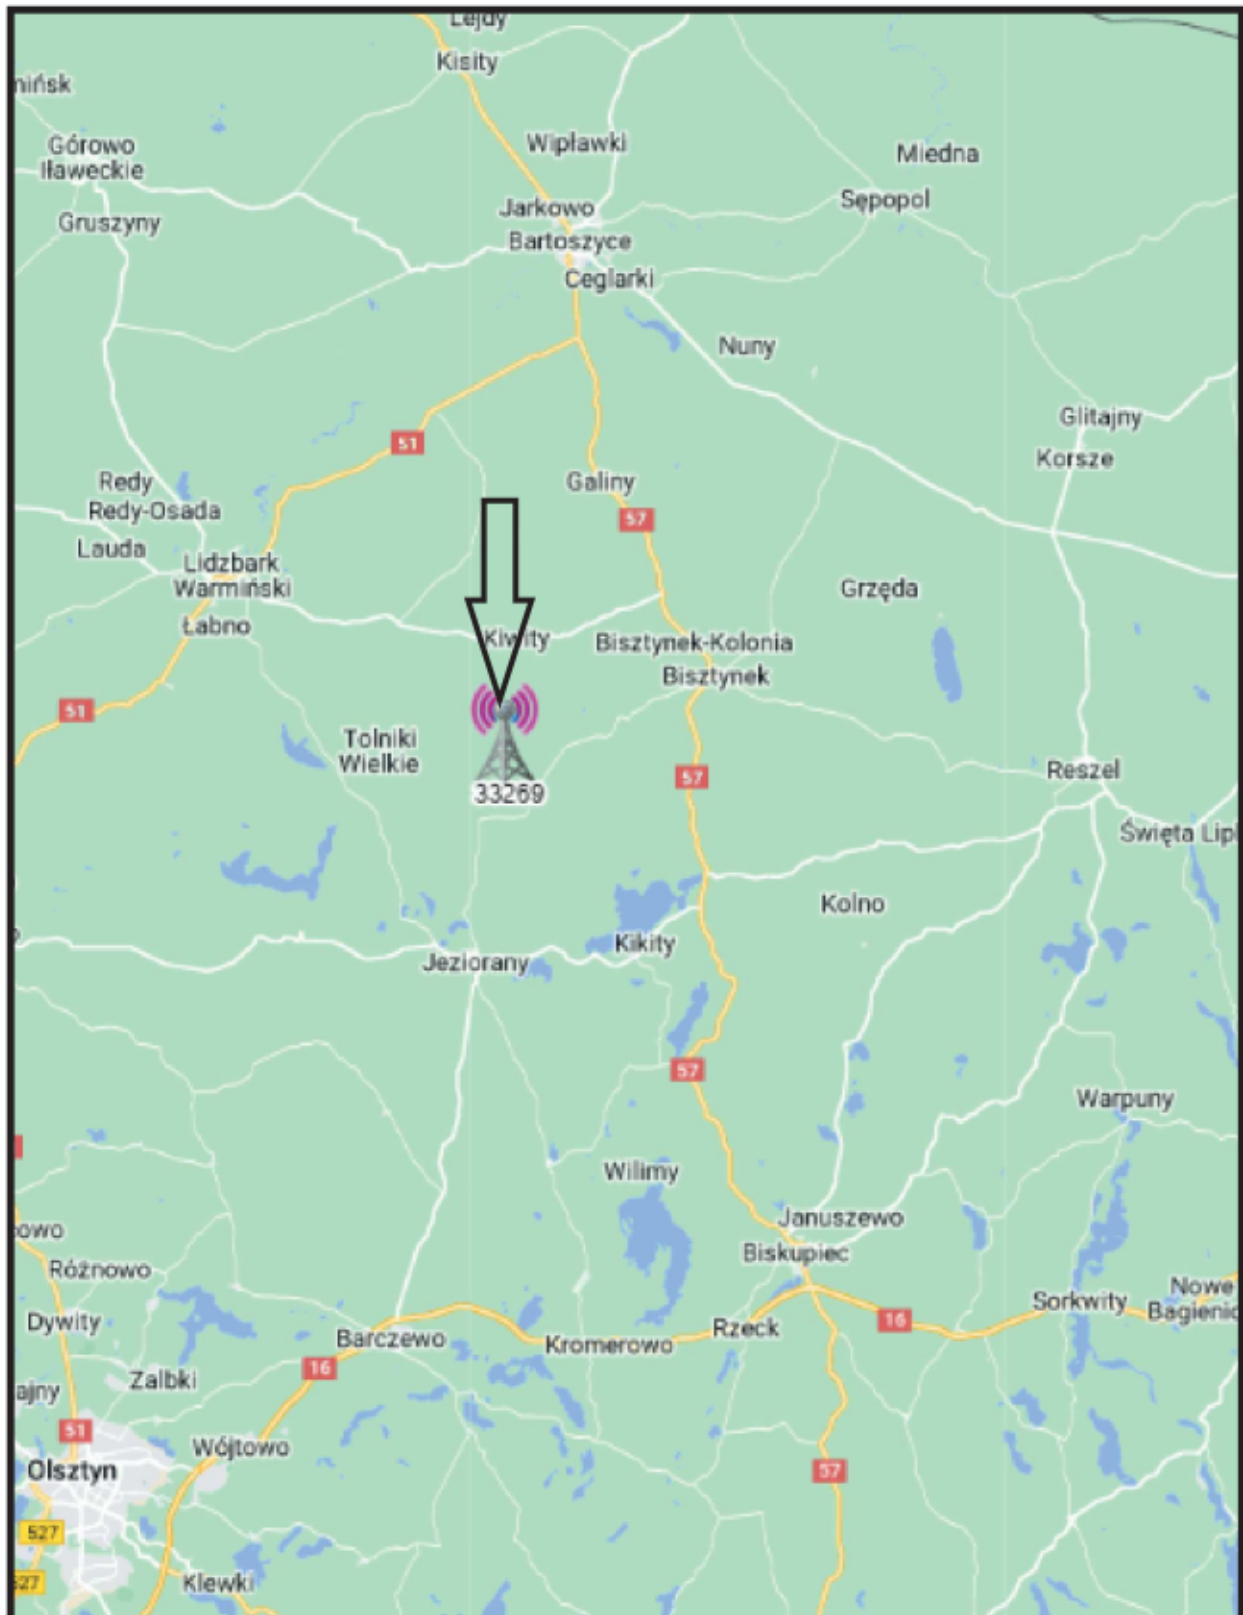 Lejdy
Kisity
Górowo
Iławeckie
Wipławki
Miedna
Sępopol
Jarkowo
Gruszyny
Bartoszyce
Ceglarki
Nuny
Glitajny
51
Korsze
Redy
Galiny
Redy-Osada
57
Lauda
Lidzbark
Warmiński
Grzęda
Łabno
Kiwity
Bisztynek-Kolonia
Bisztynek
51
Tolniki
Wielkie
Reszel
57
33269
Święta Lip
Kolno
Kikity
Jeziorany
57
Warpuny
Wilimy
Januszewo
Biskupiec
Różnowo
Nowe
Sorkwity
Dywity
16
Rzeck
Barczewo
Kromerowo
16
Zalbki
51
Wójtowo
Olsztyn
57
527
Klewki